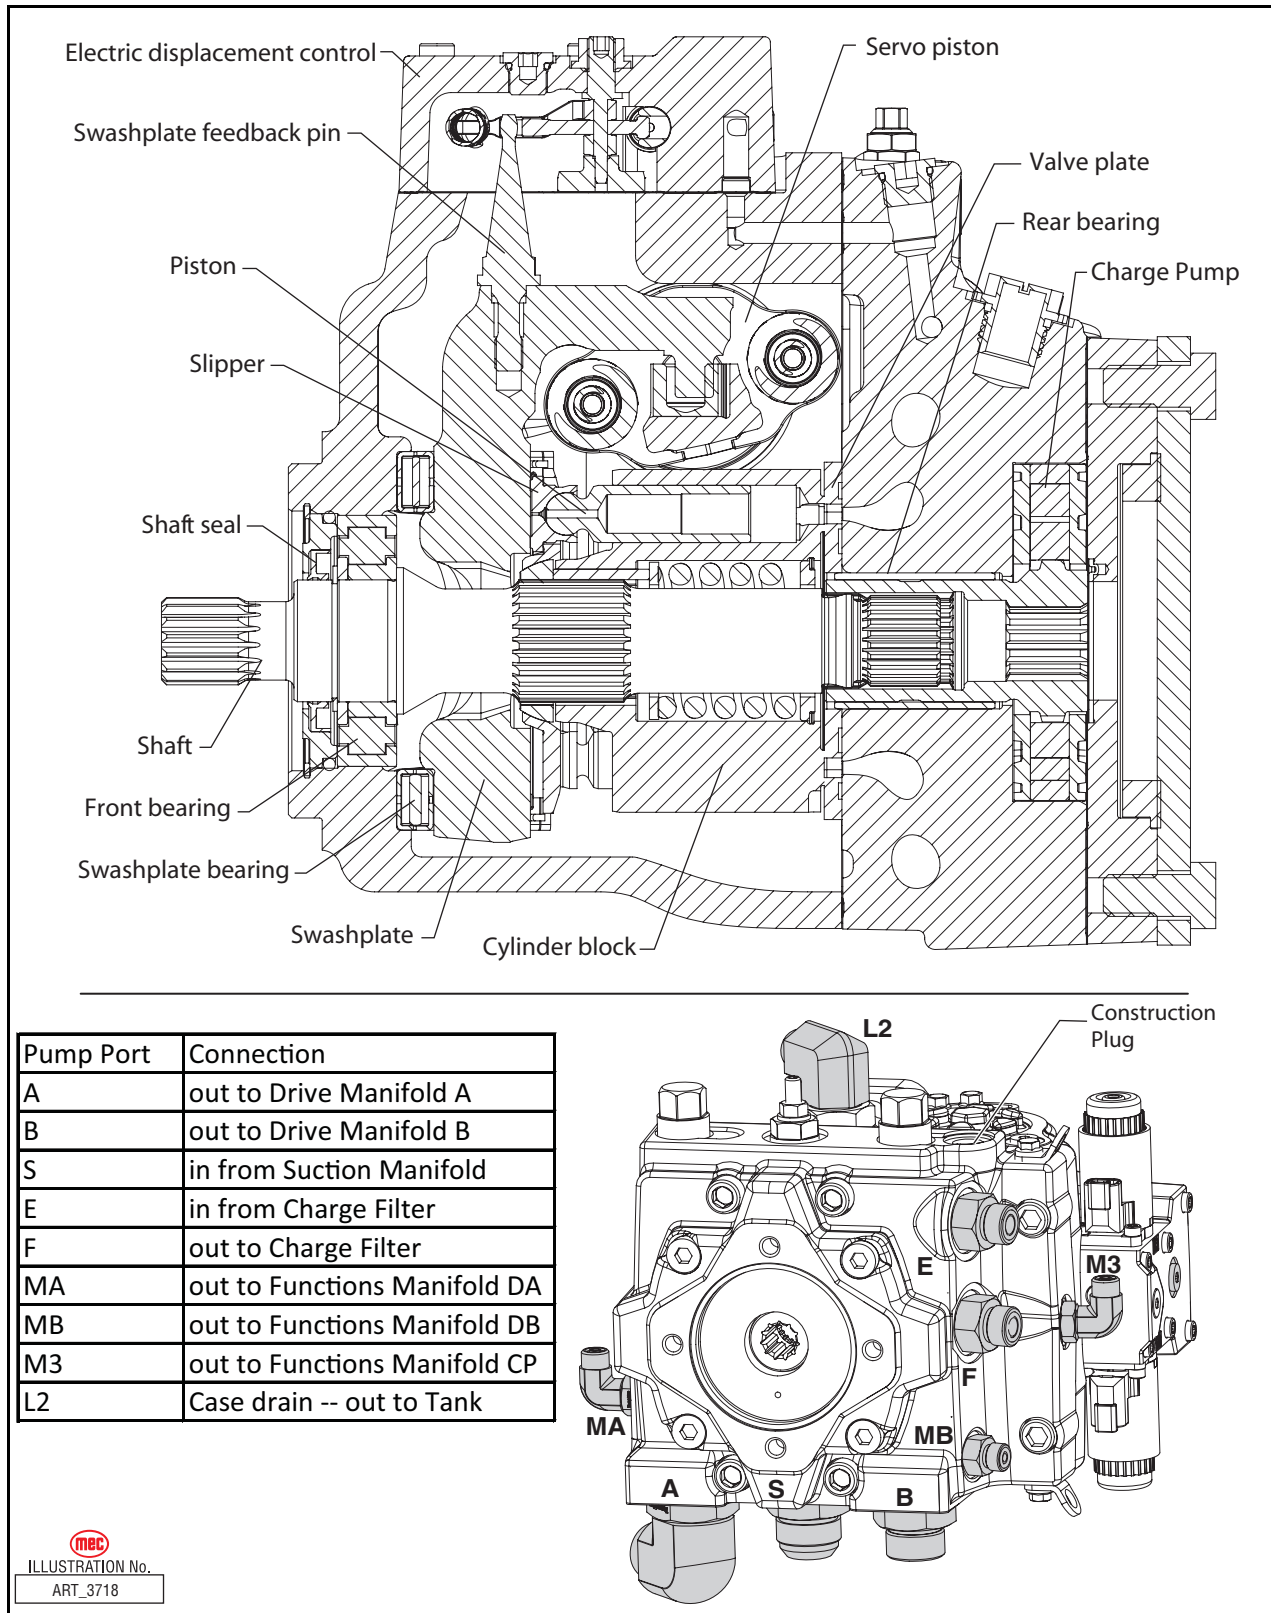 Electric displacement control
Servo piston
Swashplate feedback pin
Valve plate
Rear bearing
Piston
Charge Pump
Slipper
Shaft seal
Shaft
Front bearing
Swashplate bearing
Swashplate
Cylinder block
Pump Port Connection
A out to Drive Manifold A
B out to Drive Manifold B
S in from Suction Manifold
E in from Charge Filter
F out to Charge Filter
MA out to Functions Manifold DA
MB out to Functions Manifold DB
M3 out to Functions Manifold CP
L2 Case drain -- out to Tank
L2
Construction
Plug
E
M3
F
MA
MB
A
S
B
mec
ILLUSTRATION No.
ART_3718